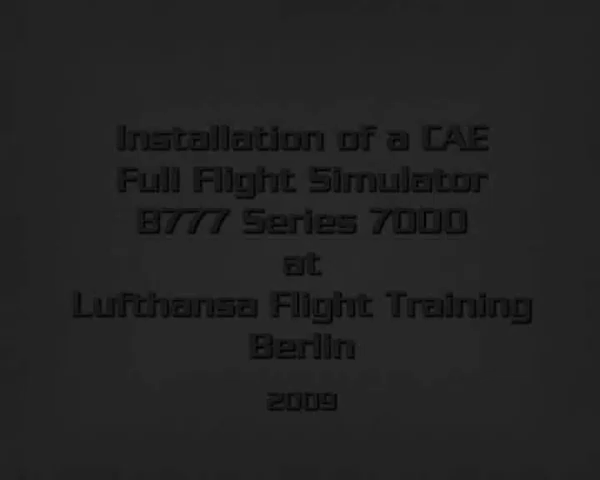 Installation of a CAE
Full Flight Simulator
B777 Series 7000
at
Lufthansa Flight Training
Berlin
2009